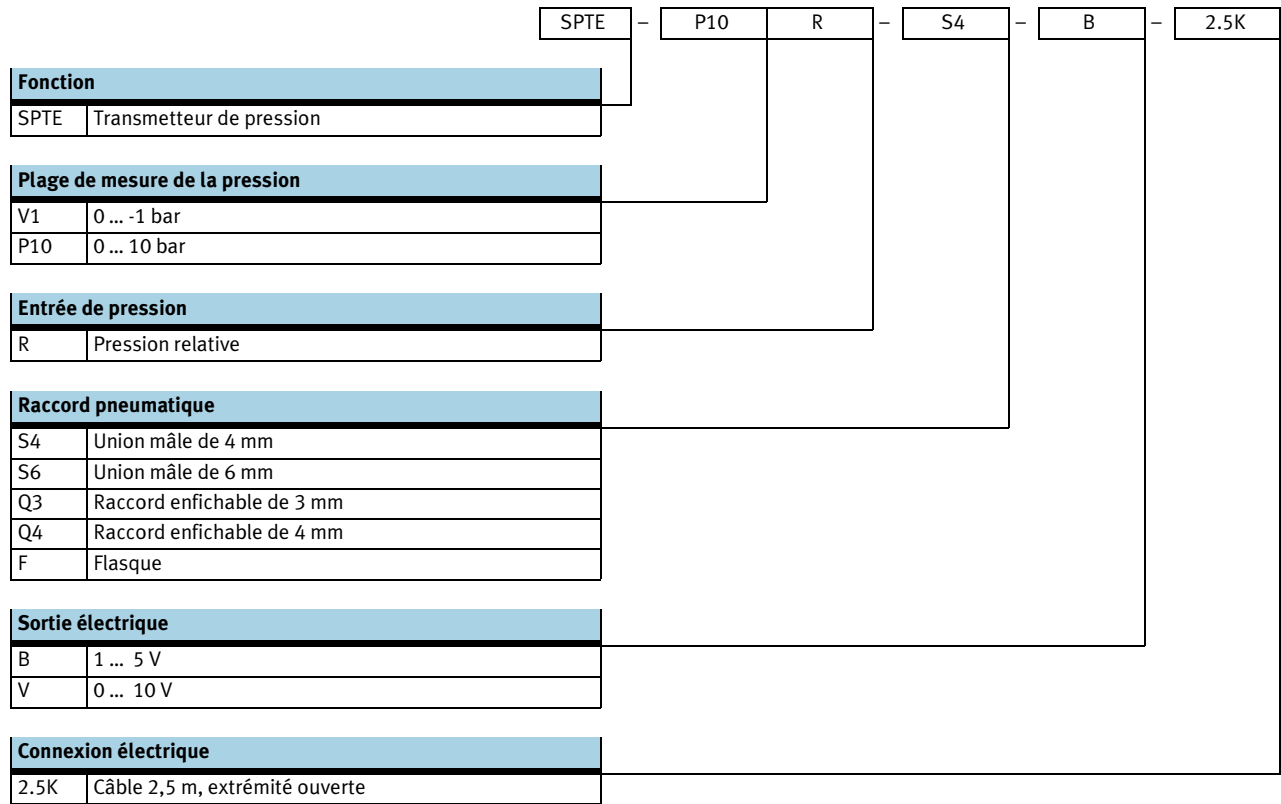 SPTE – P10 R – S4 – B – 2.5K
Fonction
SPTE Transmetteur de pression
Plage de mesure de la pression
V1 0 ... -1 bar
P10 0 ... 10 bar
Entrée de pression
R Pression relative
Raccord pneumatique
S4 Union mâle de 4 mm
S6 Union mâle de 6 mm
Q3 Raccord enfichable de 3 mm
Q4 Raccord enfichable de 4 mm
F Flasque
Sortie électrique
B 1 ... 5 V
V 0 ... 10 V
Connexion électrique
2.5K Câble 2,5 m, extrémité ouverte